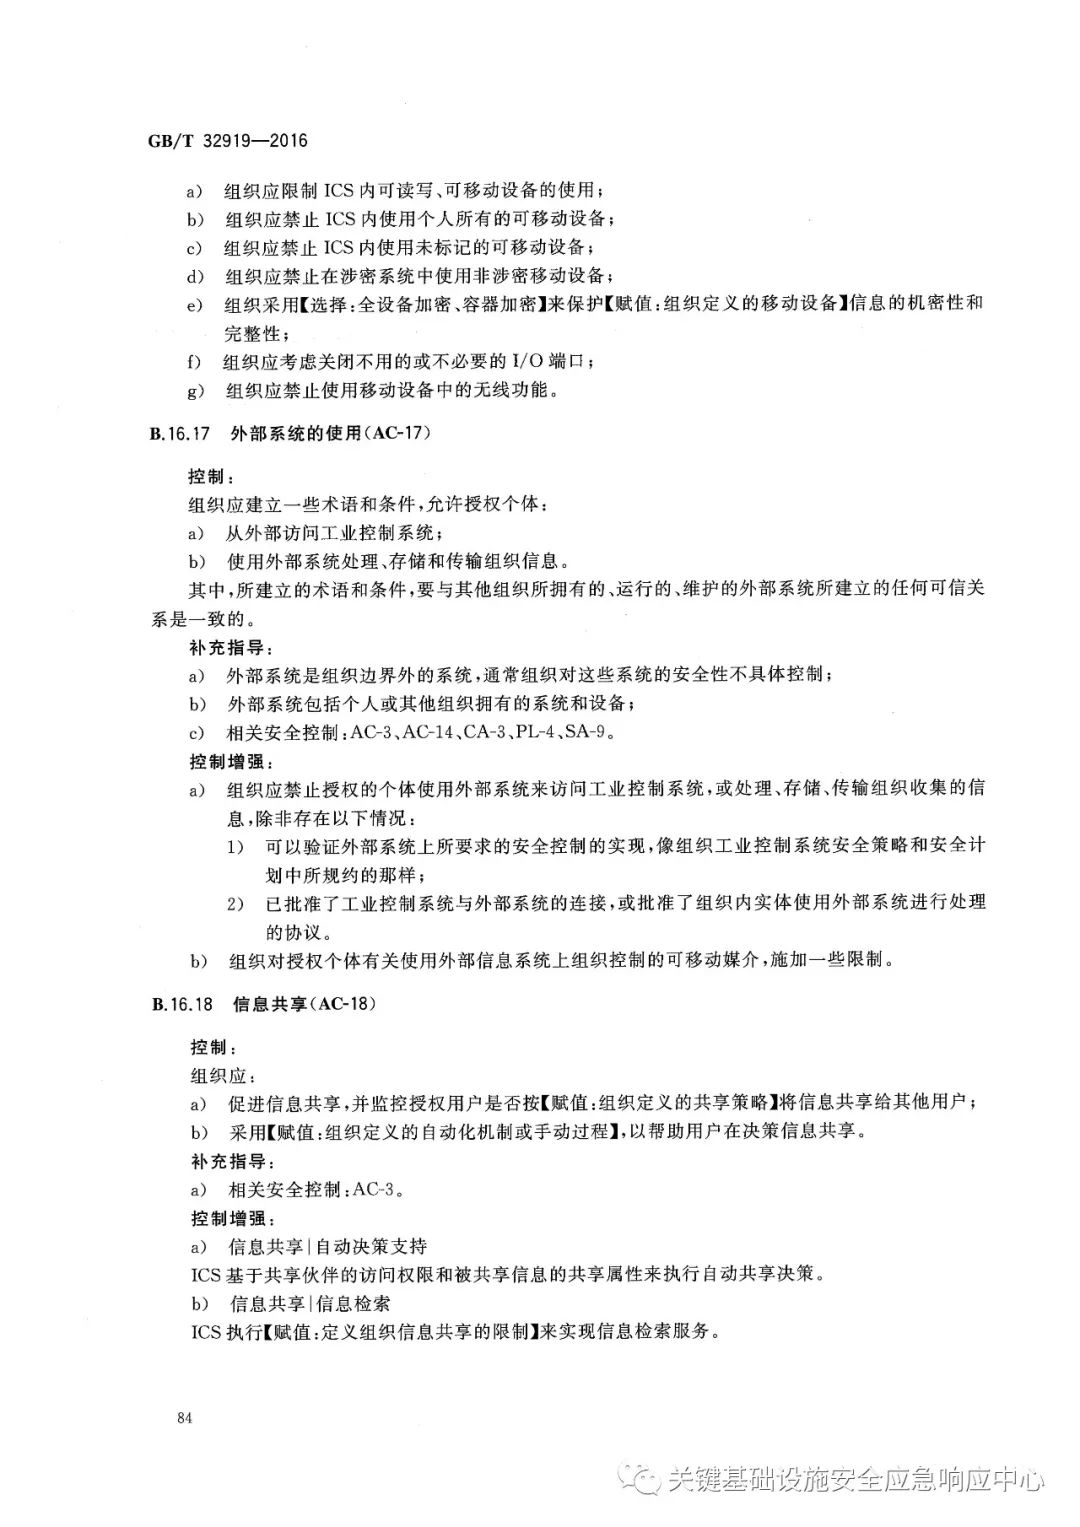 GB/T 32919—2016
a) 组织应限制 ICS 内可读写、可移动设备的使用;
b) 组织应禁止 ICS 内使用个人所有的可移动设备;
c) 组织应禁止 ICS 内使用未标记的可移动设备;
d) 组织应禁止在涉密系统中使用非涉密移动设备;
e) 组织采用【选择:全设备加密、容器加密】来保护【赋值:组织定义的移动设备】信息的机密性和
完整性;
f) 组织应考虑关闭不用的或不必要的 I/O 端口;
g) 组织应禁止使用移动设备中的无线功能。
B.16.17 外部系统的使用(AC-17)
控制:
组织应建立一些术语和条件,允许授权个体:
a) 从外部访问工业控制系统;
b) 使用外部系统处理、存储和传输组织信息。
其中,所建立的术语和条件,要与其他组织所拥有的、运行的、维护的外部系统所建立的任何可信关
系是一致的。
补充指导:
a) 外部系统是组织边界外的系统,通常组织对这些系统的安全性不具体控制;
b) 外部系统包括个人或其他组织拥有的系统和设备;
c) 相关安全控制:AC-3、AC-14、CA-3、PL-4、SA-9。
控制增强:
a) 组织应禁止授权的个体使用外部系统来访问工业控制系统,或处理、存储、传输组织收集的信
息,除非存在以下情况:
1) 可以验证外部系统上所要求的安全控制的实现,像组织工业控制系统安全策略和安全计
划中所规约的那样;
2) 已批准了工业控制系统与外部系统的连接,或批准了组织内实体使用外部系统进行处理
的协议。
b) 组织对授权个体有关使用外部信息系统上组织控制的可移动媒介,施加一些限制。
B.16.18 信息共享(AC-18)
控制:
组织应:
a) 促进信息共享,并监控授权用户是否按【赋值:组织定义的共享策略】将信息共享给其他用户;
b) 采用【赋值:组织定义的自动化机制或手动过程】,以帮助用户在决策信息共享。
补充指导:
a) 相关安全控制:AC-3。
控制增强:
a) 信息共享|自动决策支持
ICS 基于共享伙伴的访问权限和被共享信息的共享属性来执行自动共享决策。
b) 信息共享|信息检索
ICS 执行【赋值:定义组织信息共享的限制】来实现信息检索服务。
84
关键基础设施安全应急响应中心